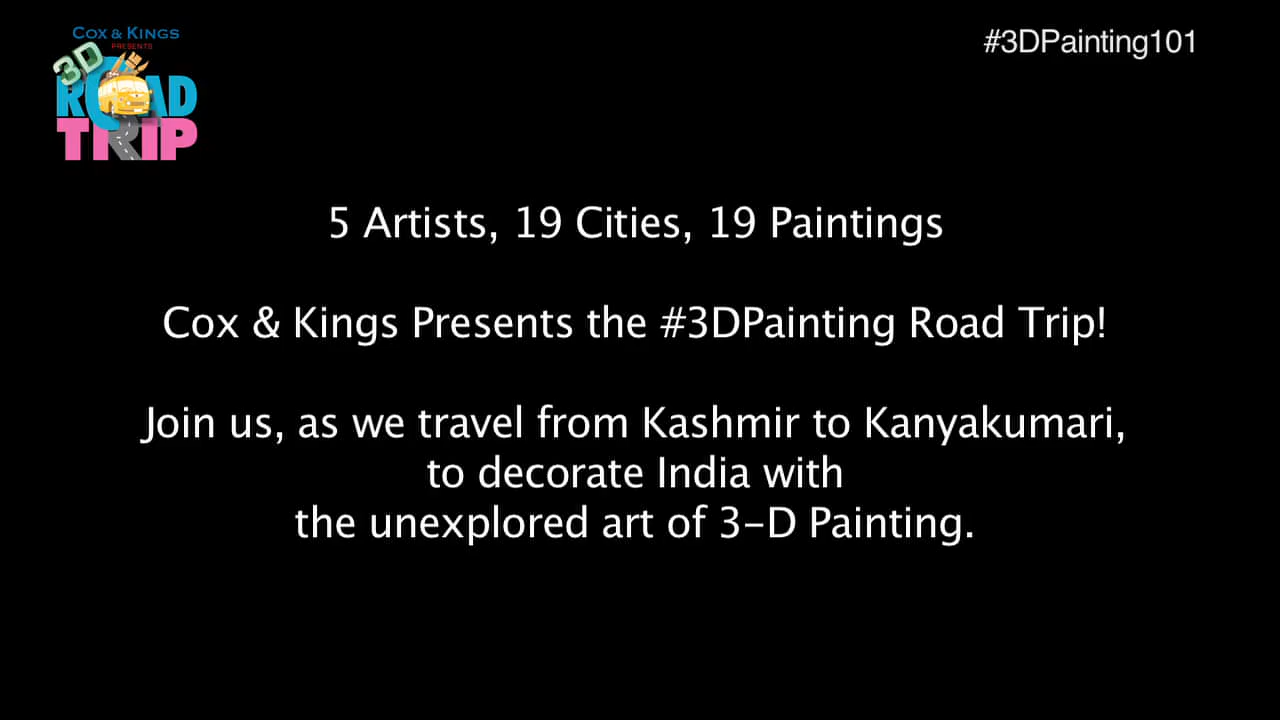 COX & KINGS
PRESENTS
3D
ROAD
TRIP
#3DPainting101
5 Artists, 19 Cities, 19 Paintings
Cox & Kings Presents the #3DPainting Road Trip!
Join us, as we travel from Kashmir to Kanyakumari,
to decorate India with
the unexplored art of 3-D Painting.